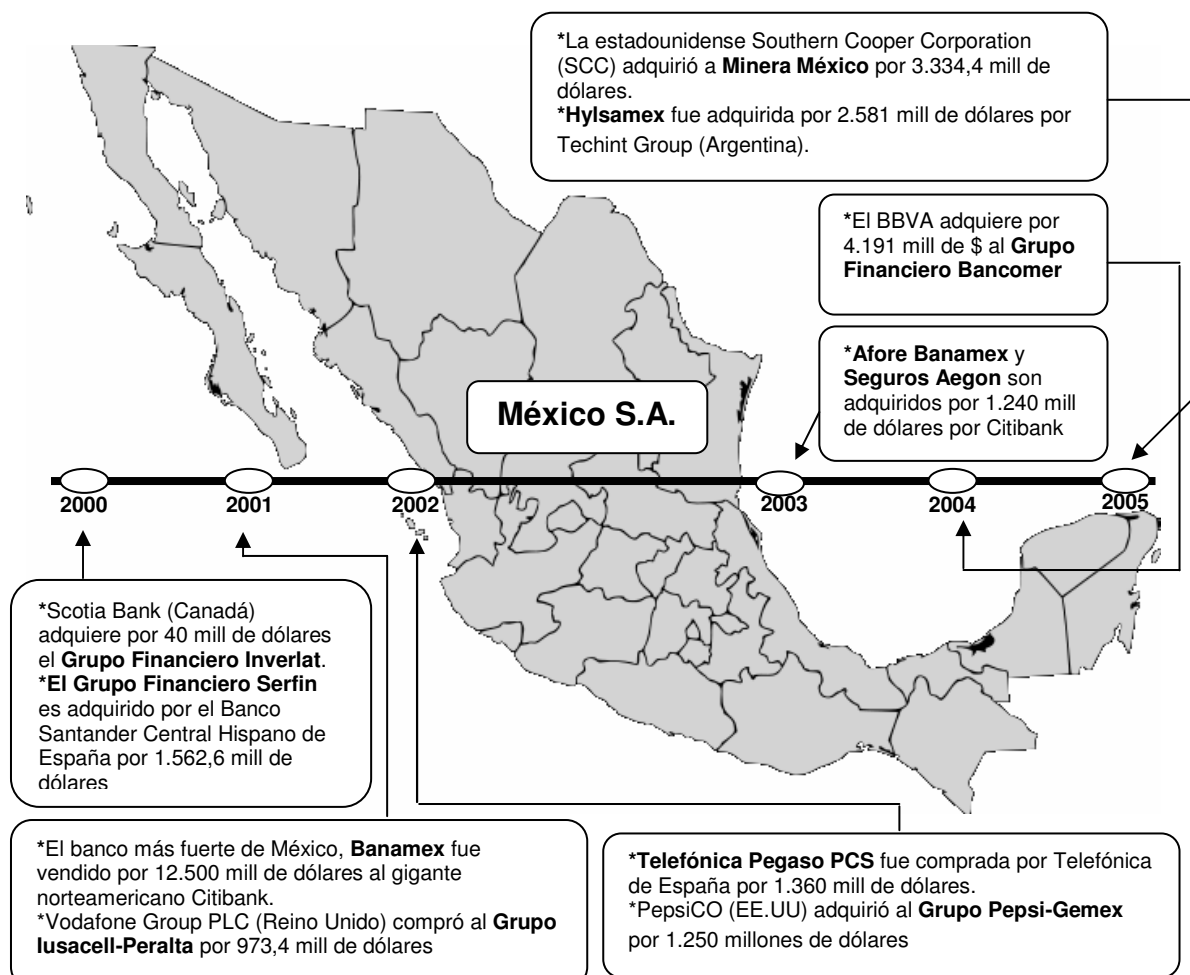 *La estadounidense Southern Cooper Corporation
(SCC) adquirió a Minera México por 3.334,4 mill de
dólares.
*Hylsamex fue adquirida por 2.581 mill de dólares por
Techint Group (Argentina).
*El BBVA adquiere por
4.191 mill de $ al Grupo
Financiero Bancomer
*Afore Banamex y
Seguros Aegon son
adquiridos por 1.240 mill
de dólares por Citibank
México S.A.
2000
2001
2002
2003
2004
2005
*Scotia Bank (Canadá)
adquiere por 40 mill de dólares
el Grupo Financiero Inverlat.
*El Grupo Financiero Serfin
es adquirido por el Banco
Santander Central Hispano de
España por 1.562,6 mill de
dólares
*El banco más fuerte de México, Banamex fue
vendido por 12.500 mill de dólares al gigante
norteamericano Citibank.
*Vodafone Group PLC (Reino Unido) compró al Grupo
Iusacell-Peralta por 973,4 mill de dólares
*Telefónica Pegaso PCS fue comprada por Telefónica
de España por 1.360 mill de dólares.
*PepsiCO (EE.UU) adquirió al Grupo Pepsi-Gemex
por 1.250 millones de dólares